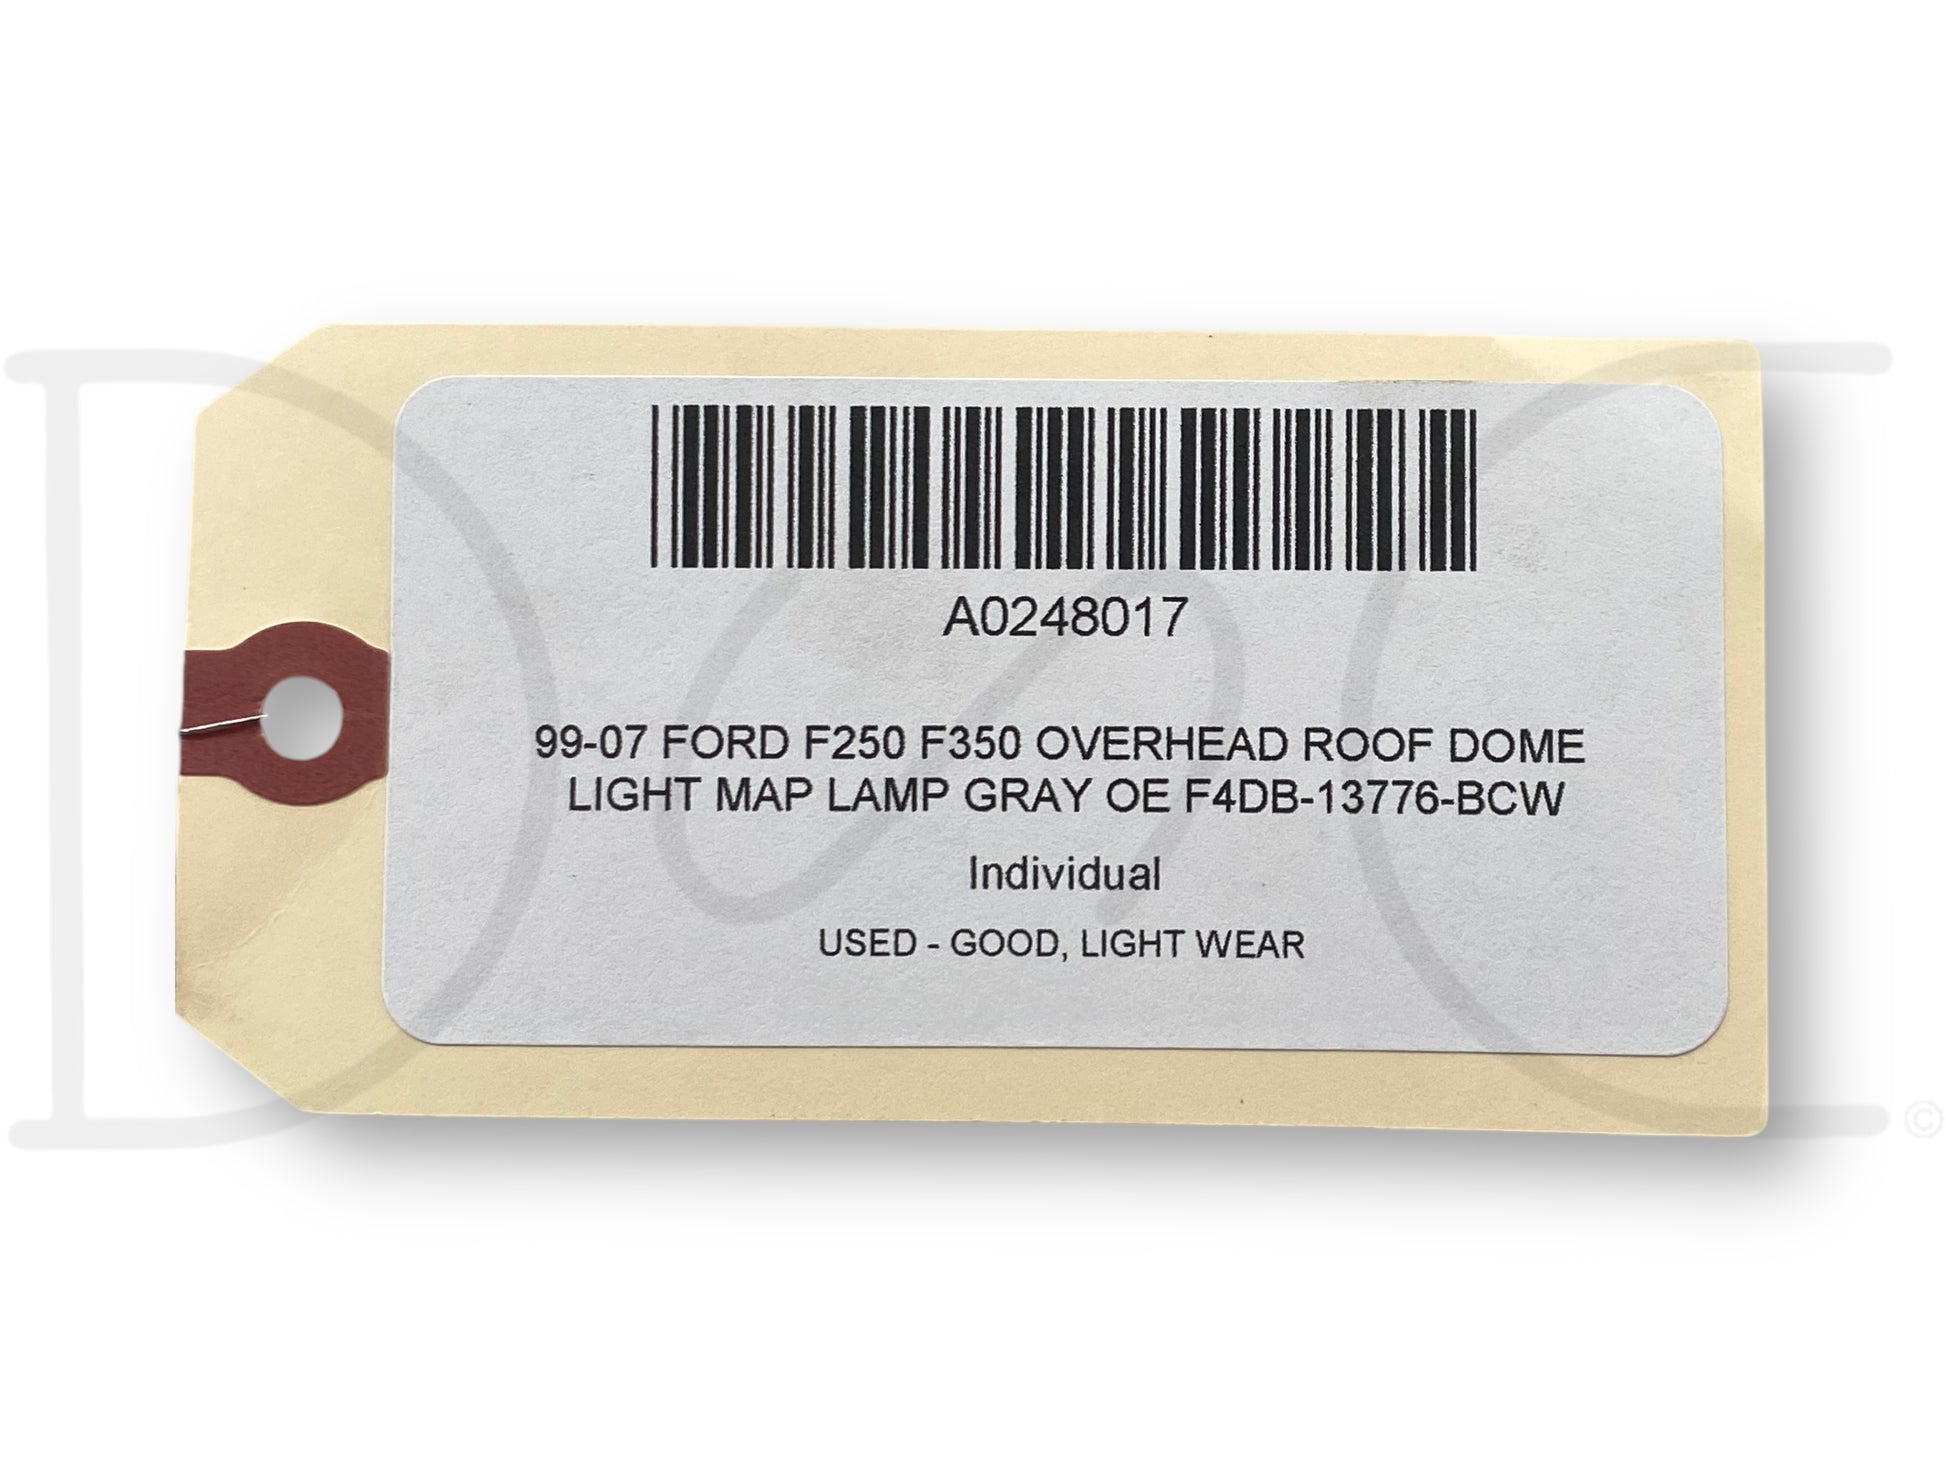 A0248017
99-07 FORD F250 F350 OVERHEAD ROOF DOME
LIGHT MAP LAMP GRAY OE F4DB-13776-BCW
Individual
USED - GOOD, LIGHT WEAR
©